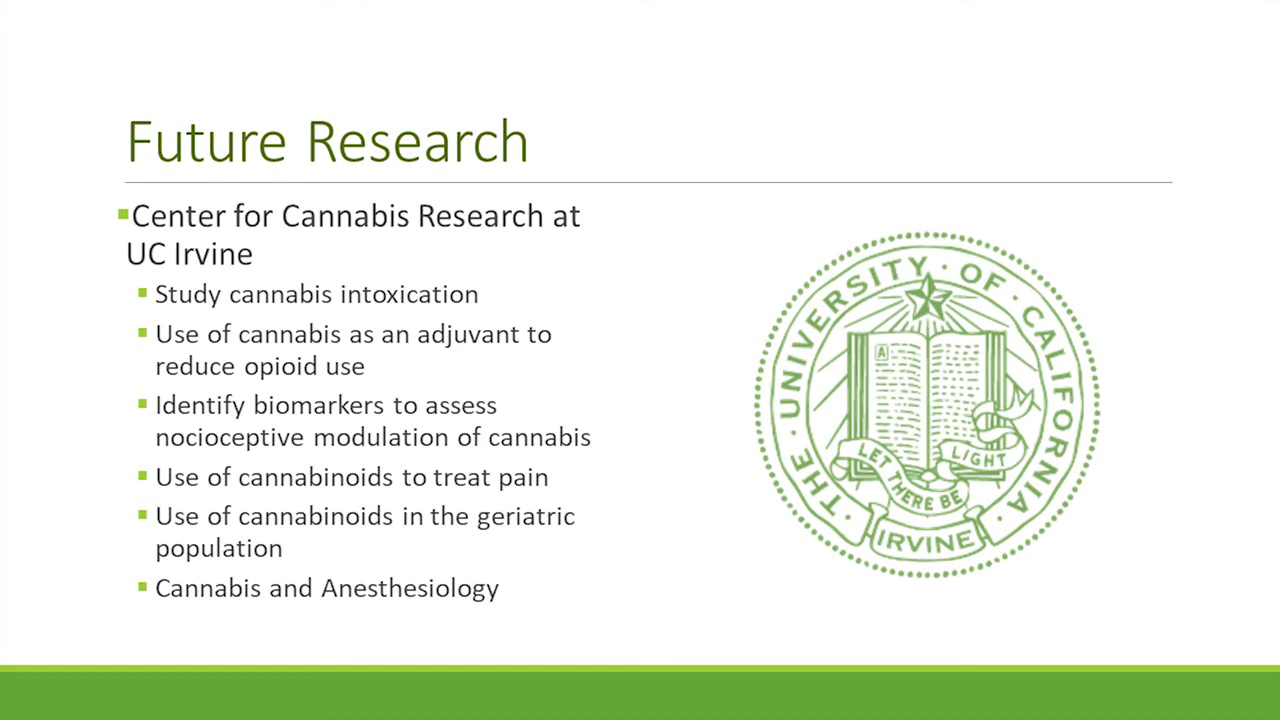 Future Research
▪Center for Cannabis Research at
UC Irvine
▪ Study cannabis intoxication
▪ Use of cannabis as an adjuvant to
reduce opioid use
▪ Identify biomarkers to assess
nocioceptive modulation of cannabis
▪ Use of cannabinoids to treat pain
▪ Use of cannabinoids in the geriatric
population
▪ Cannabis and Anesthesiology
· THE · UNIVERSITY · OF · CALIFORNIA ·
A
LET THERE BE
LIGHT
IRVINE